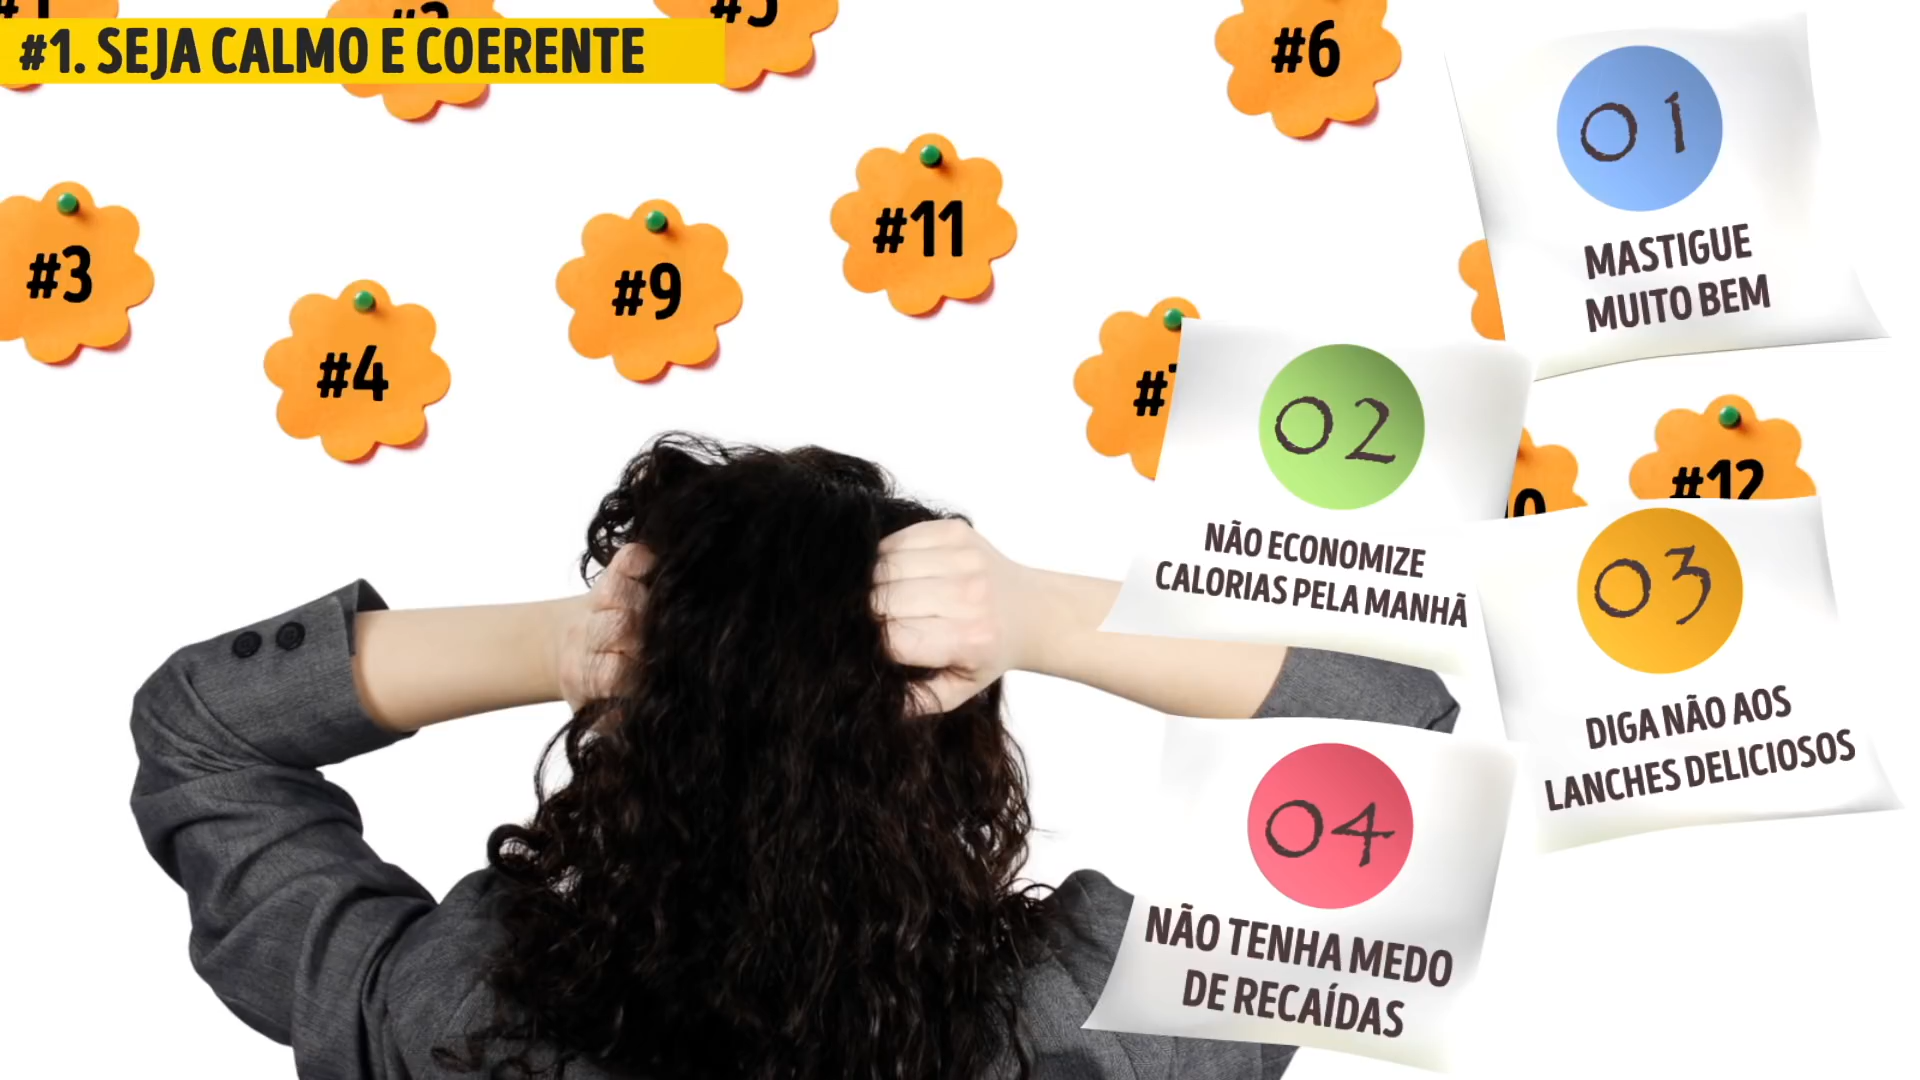 #1. SEJA CALMO E COERENTE
#6
#3
#4
#9
#11
#12
01
MASTIGUE
MUITO BEM
02
NÃO ECONOMIZE
CALORIAS PELA MANHÃ
03
DIGA NÃO AOS
LANCHES DELICIOSOS
04
NÃO TENHA MEDO
DE RECAÍDAS